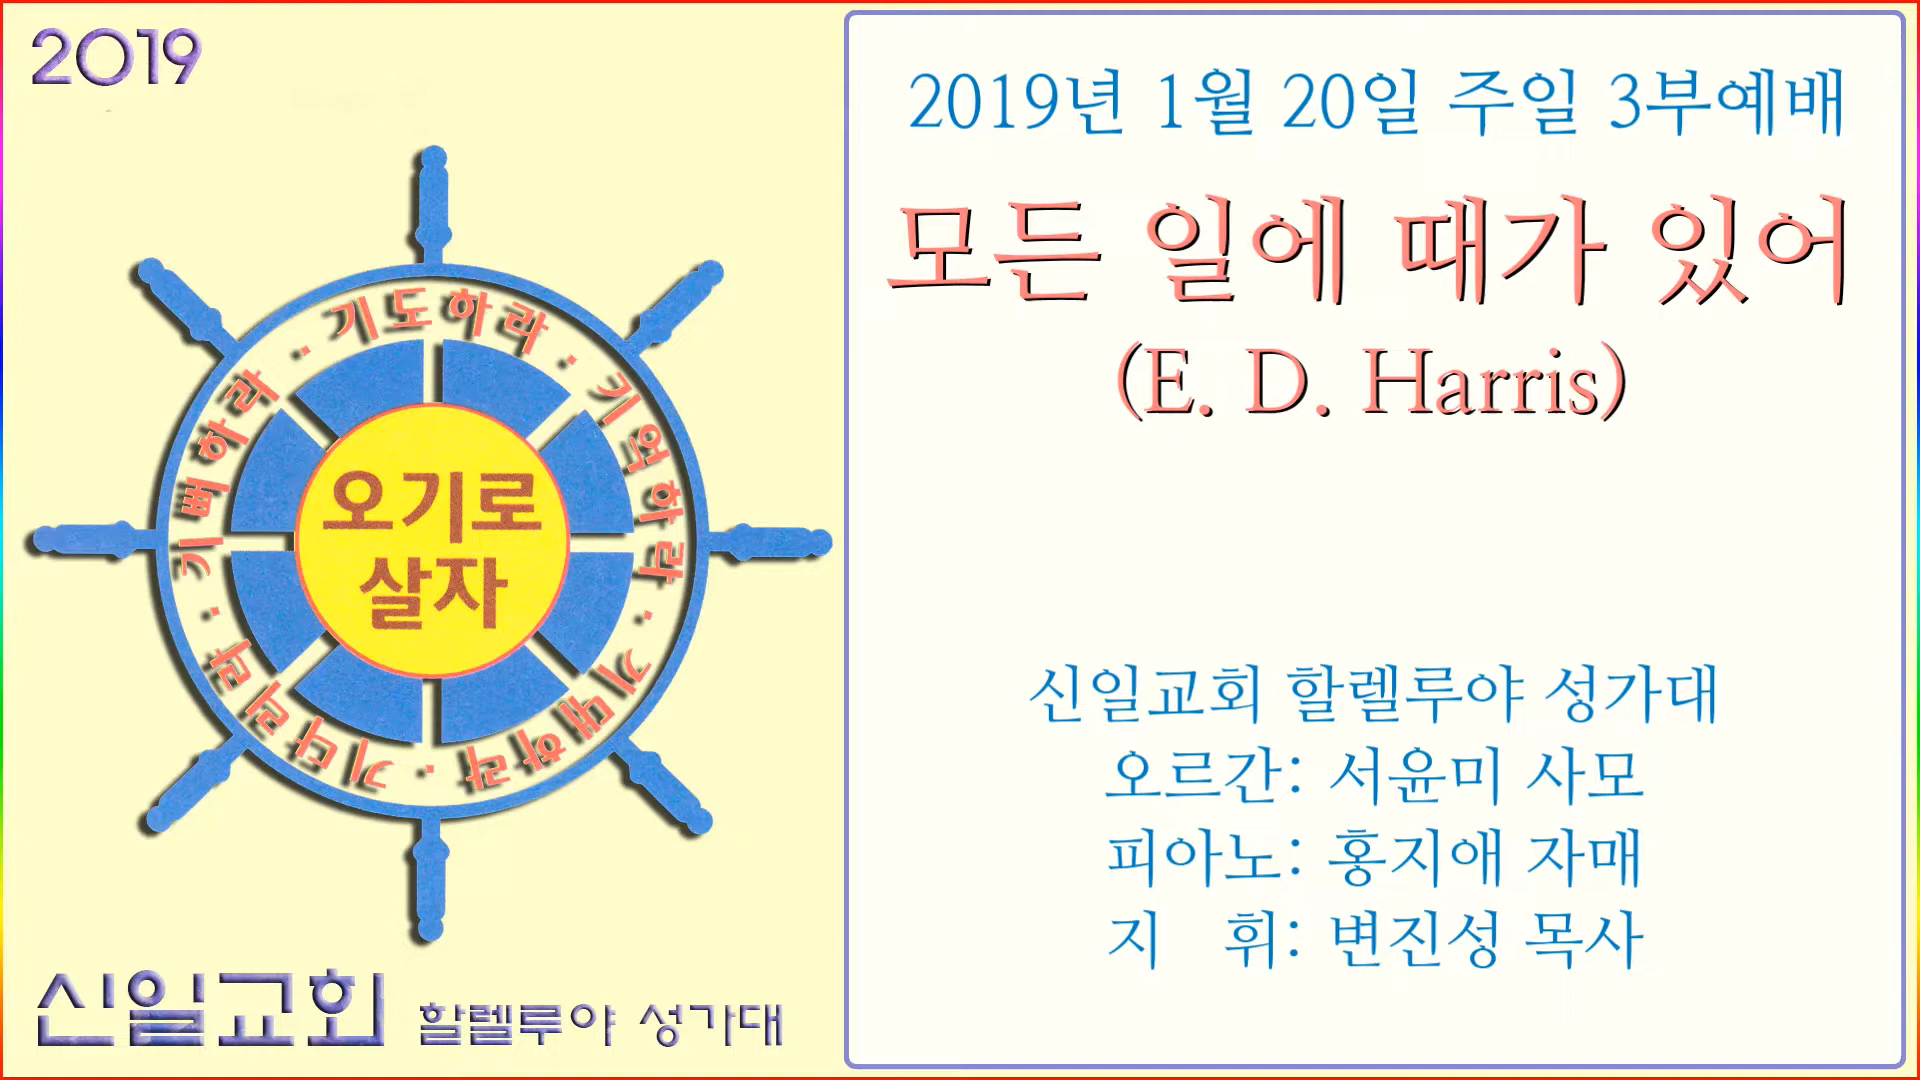 2019
기도하라 · 기억하라 · 기대하라 · 기다리라 · 기뻐하라 ·
오기로
살자
신일교회 할렐루야 성가대
2019년 1월 20일 주일 3부예배
모든 일에 때가 있어
(E. D. Harris)
신일교회 할렐루야 성가대
오르간: 서윤미 사모
피아노: 홍지애 자매
지 휘: 변진성 목사